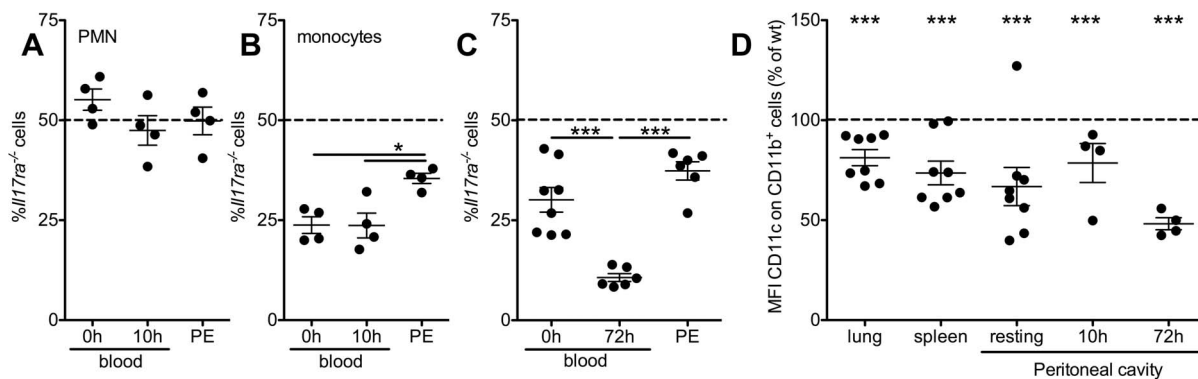 A
PMN
%Il17ra-/- cells
75
50
25
0
0h 10h PE
blood
B
monocytes
%Il17ra-/- cells
75
50
25
0
*
0h 10h PE
blood
C
%Il17ra-/- cells
75
50
25
0
*** ***
0h 72h PE
blood
D
MFI CD11c on CD11b+ cells (% of wt)
150
100
50
0
*** *** *** *** ***
lung spleen resting 10h 72h
Peritoneal cavity